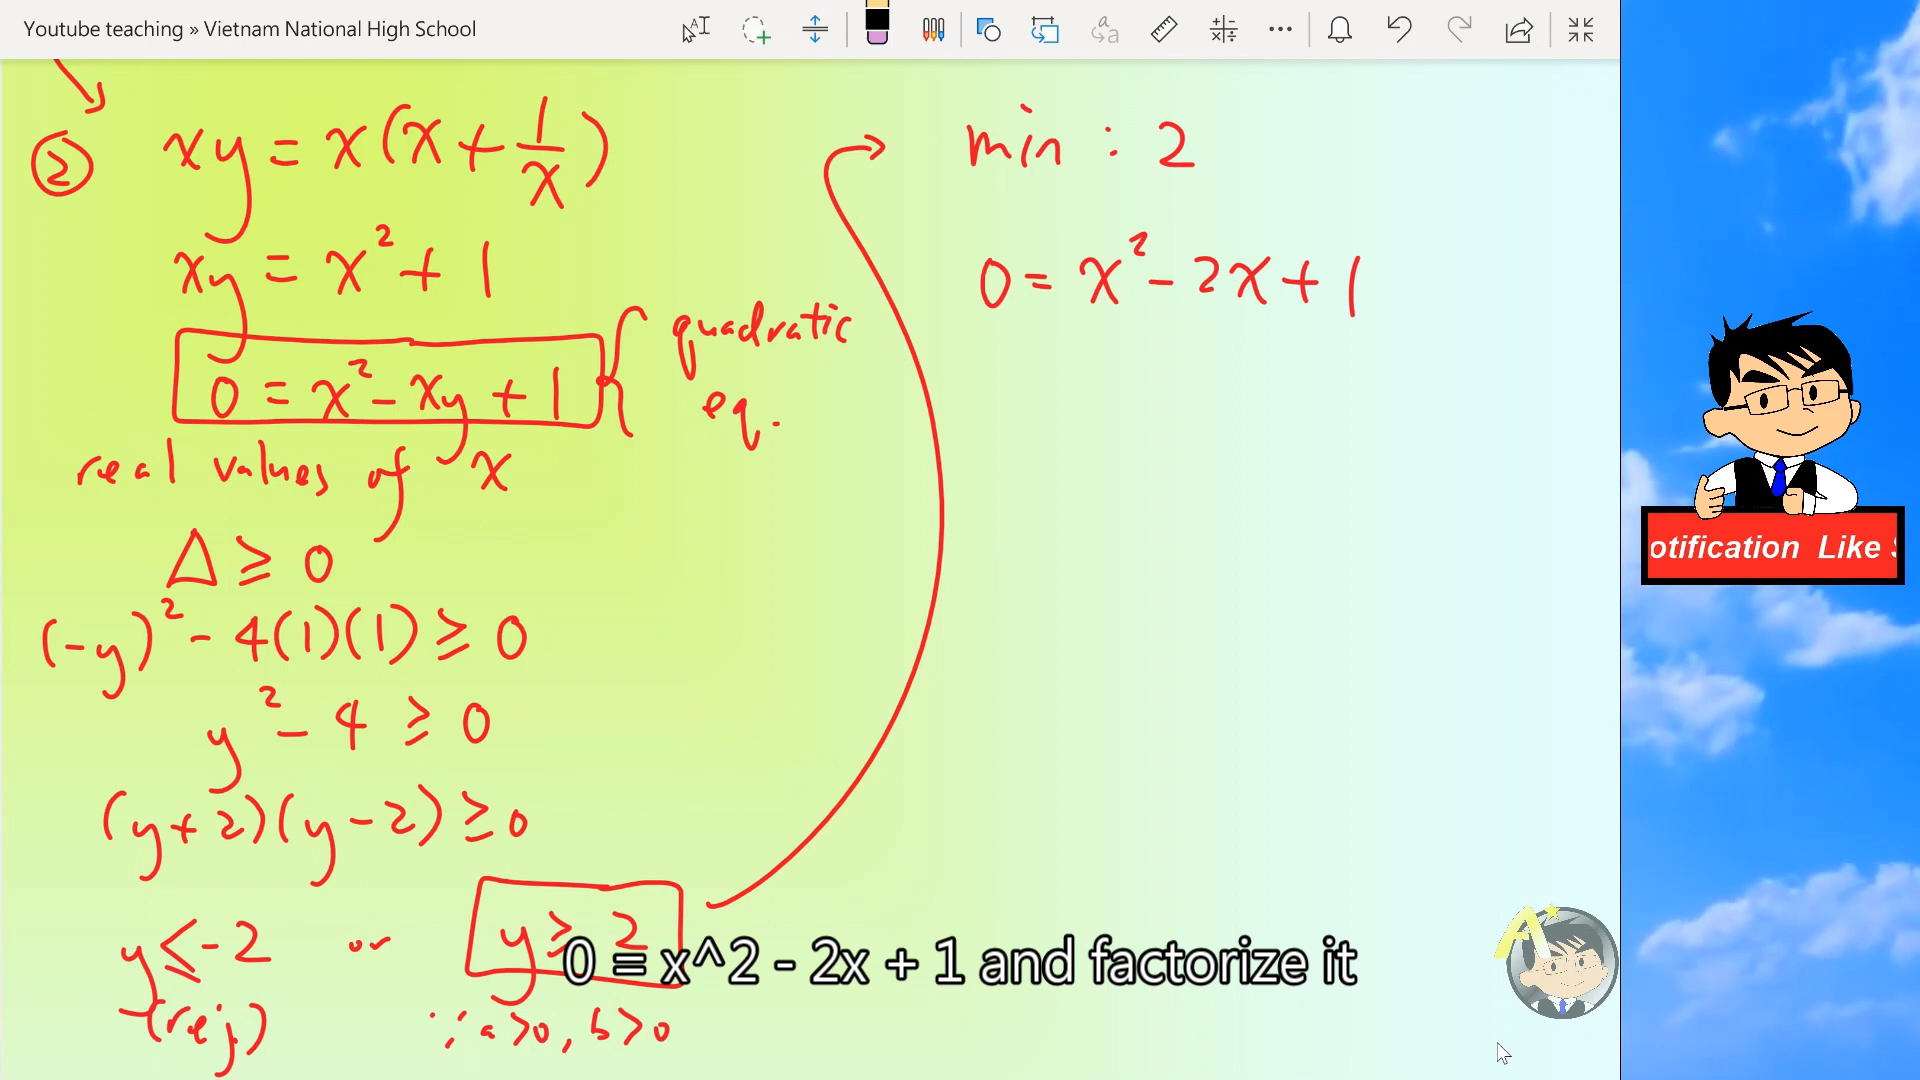 Youtube teaching » Vietnam National High School
② xy = x(x + 1/x)
xy = x² + 1
0 = x² - xy + 1
quadratic
eq.
real values of x
Δ ≥ 0
(-y)² - 4(1)(1) ≥ 0
y² - 4 ≥ 0
(y+2)(y-2) ≥ 0
y ≤ -2 or y ≥ 2
(rej.) ∵ a>0, b>0
min : 2
0 = x² - 2x + 1
otification Like
A
0 = x^2 - 2x + 1 and factorize it